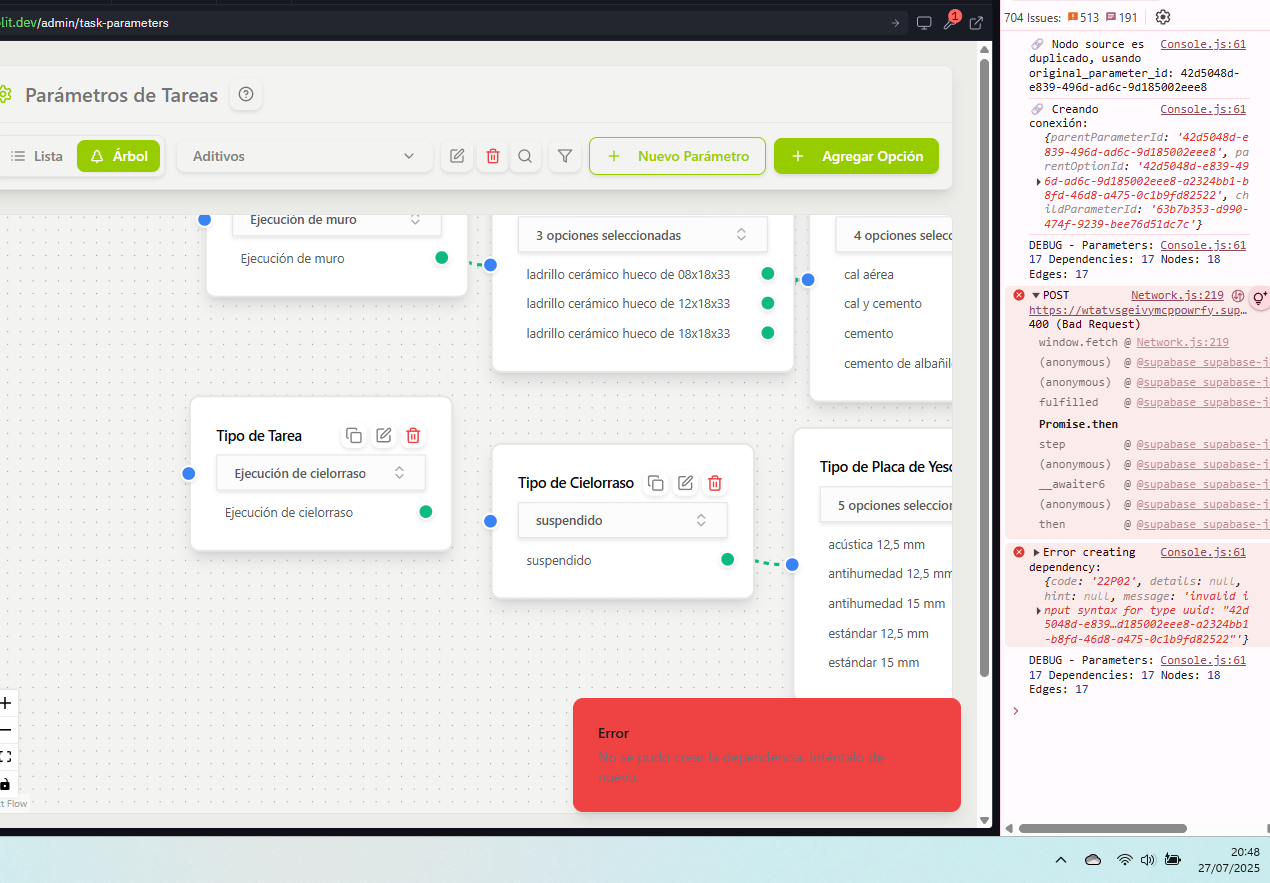 lit.dev/admin/task-parameters
1
Parámetros de Tareas
Lista
Árbol
Aditivos
Nuevo Parámetro
Agregar Opción
Ejecución de muro
Ejecución de muro
3 opciones seleccionadas
ladrillo cerámico hueco de 08x18x33
ladrillo cerámico hueco de 12x18x33
ladrillo cerámico hueco de 18x18x33
4 opciones selecc
cal aérea
cal y cemento
cemento
cemento de albañil
Tipo de Tarea
Ejecución de cielorraso
Ejecución de cielorraso
Tipo de Cielorraso
suspendido
suspendido
Tipo de Placa de Yeso
5 opciones seleccion
acústica 12,5 mm
antihumedad 12,5 mm
antihumedad 15 mm
estándar 12,5 mm
estándar 15 mm
Error
No se pudo crear la dependencia. Inténtalo de
nuevo.
t Flow
704 Issues: 513 191
Nodo source es Console.js:61
duplicado, usando
original_parameter_id: 42d5048d-
e839-496d-ad6c-9d185002eee8
Creando Console.js:61
conexión:
{parentParameterId: '42d5048d-e
839-496d-ad6c-9d185002eee8', pa
rentOptionId: '42d5048d-e839-49
6d-ad6c-9d185002eee8-a2324bb1-b
8fd-46d8-a475-0c1b9fd82522', ch
ildParameterId: '63b7b353-d990-
474f-9239-bee76d51dc7c'}
DEBUG - Parameters: Console.js:61
17 Dependencies: 17 Nodes: 18
Edges: 17
POST Network.js:219
https://wtatvsgeivymcppowrfy.sup…
400 (Bad Request)
window.fetch @ Network.js:219
(anonymous) @ @supabase_supabase-j
(anonymous) @ @supabase_supabase-j
fulfilled @ @supabase_supabase-j
Promise.then
step @ @supabase_supabase-j
(anonymous) @ @supabase_supabase-j
__awaiter6 @ @supabase_supabase-j
(anonymous) @ @supabase_supabase-j
then @ @supabase_supabase-j
Error creating Console.js:61
dependency:
{code: '22P02', details: null,
hint: null, message: 'invalid i
nput syntax for type uuid: "42d
5048d-e839…d185002eee8-a2324bb1
-b8fd-46d8-a475-0c1b9fd82522"'}
DEBUG - Parameters: Console.js:61
17 Dependencies: 17 Nodes: 18
Edges: 17
20:48
27/07/2025